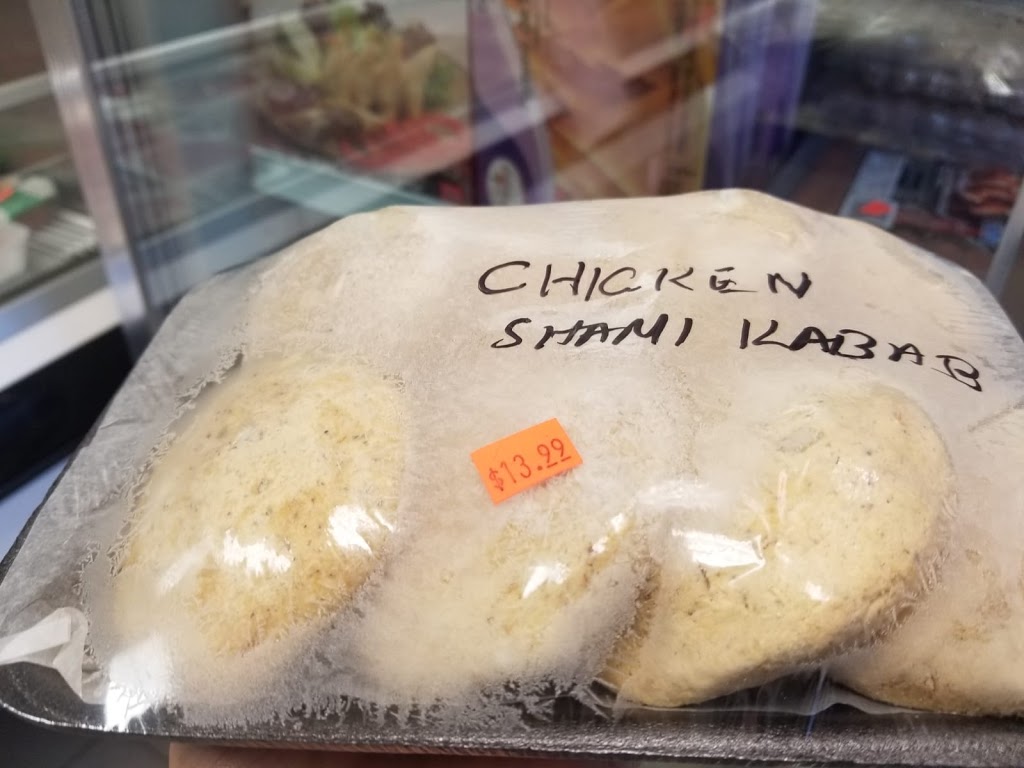 CHICKEN
SHAMI KABAB
$13.99